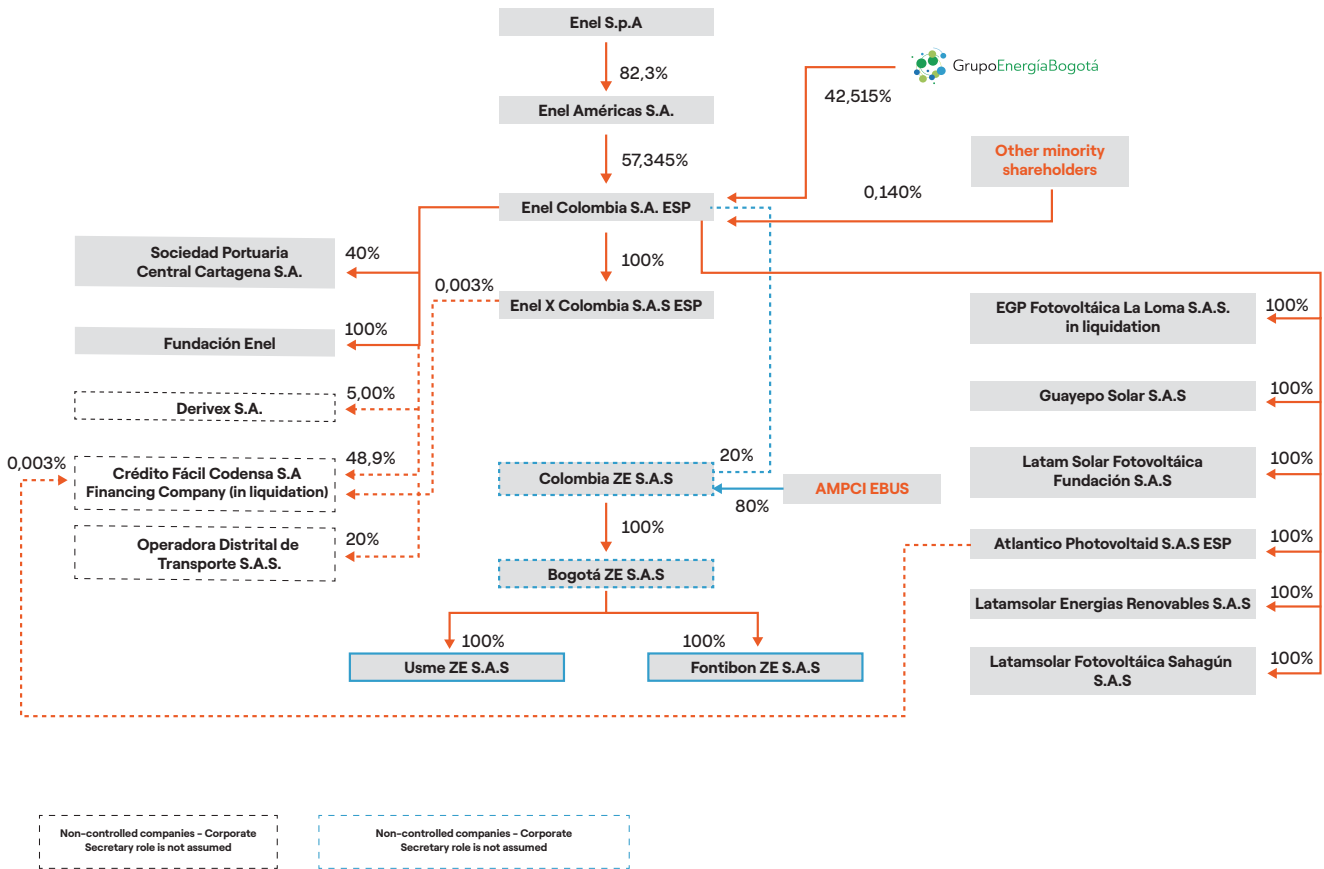 Enel S.p.A
82,3%
GrupoEnergíaBogotá
42,515%
Enel Américas S.A.
57,345%
Other minority
shareholders
0,140%
Enel Colombia S.A. ESP
Sociedad Portuaria
Central Cartagena S.A.
40%
100%
0,003%
Enel X Colombia S.A.S ESP
EGP Fotovoltáica La Loma S.A.S.
in liquidation
100%
Fundación Enel
100%
Derivex S.A.
5,00%
Guayepo Solar S.A.S
100%
0,003%
Crédito Fácil Codensa S.A
Financing Company (in liquidation)
48,9%
Colombia ZE S.A.S
20%
80%
AMPCI EBUS
Latam Solar Fotovoltáica
Fundación S.A.S
100%
Operadora Distrital de
Transporte S.A.S.
20%
100%
Atlantico Photovoltaid S.A.S ESP
100%
Bogotá ZE S.A.S
Latamsolar Energias Renovables S.A.S
100%
100%
100%
Usme ZE S.A.S
Fontibon ZE S.A.S
Latamsolar Fotovoltáica Sahagún
S.A.S
100%
Non-controlled companies - Corporate
Secretary role is not assumed
Non-controlled companies - Corporate
Secretary role is not assumed